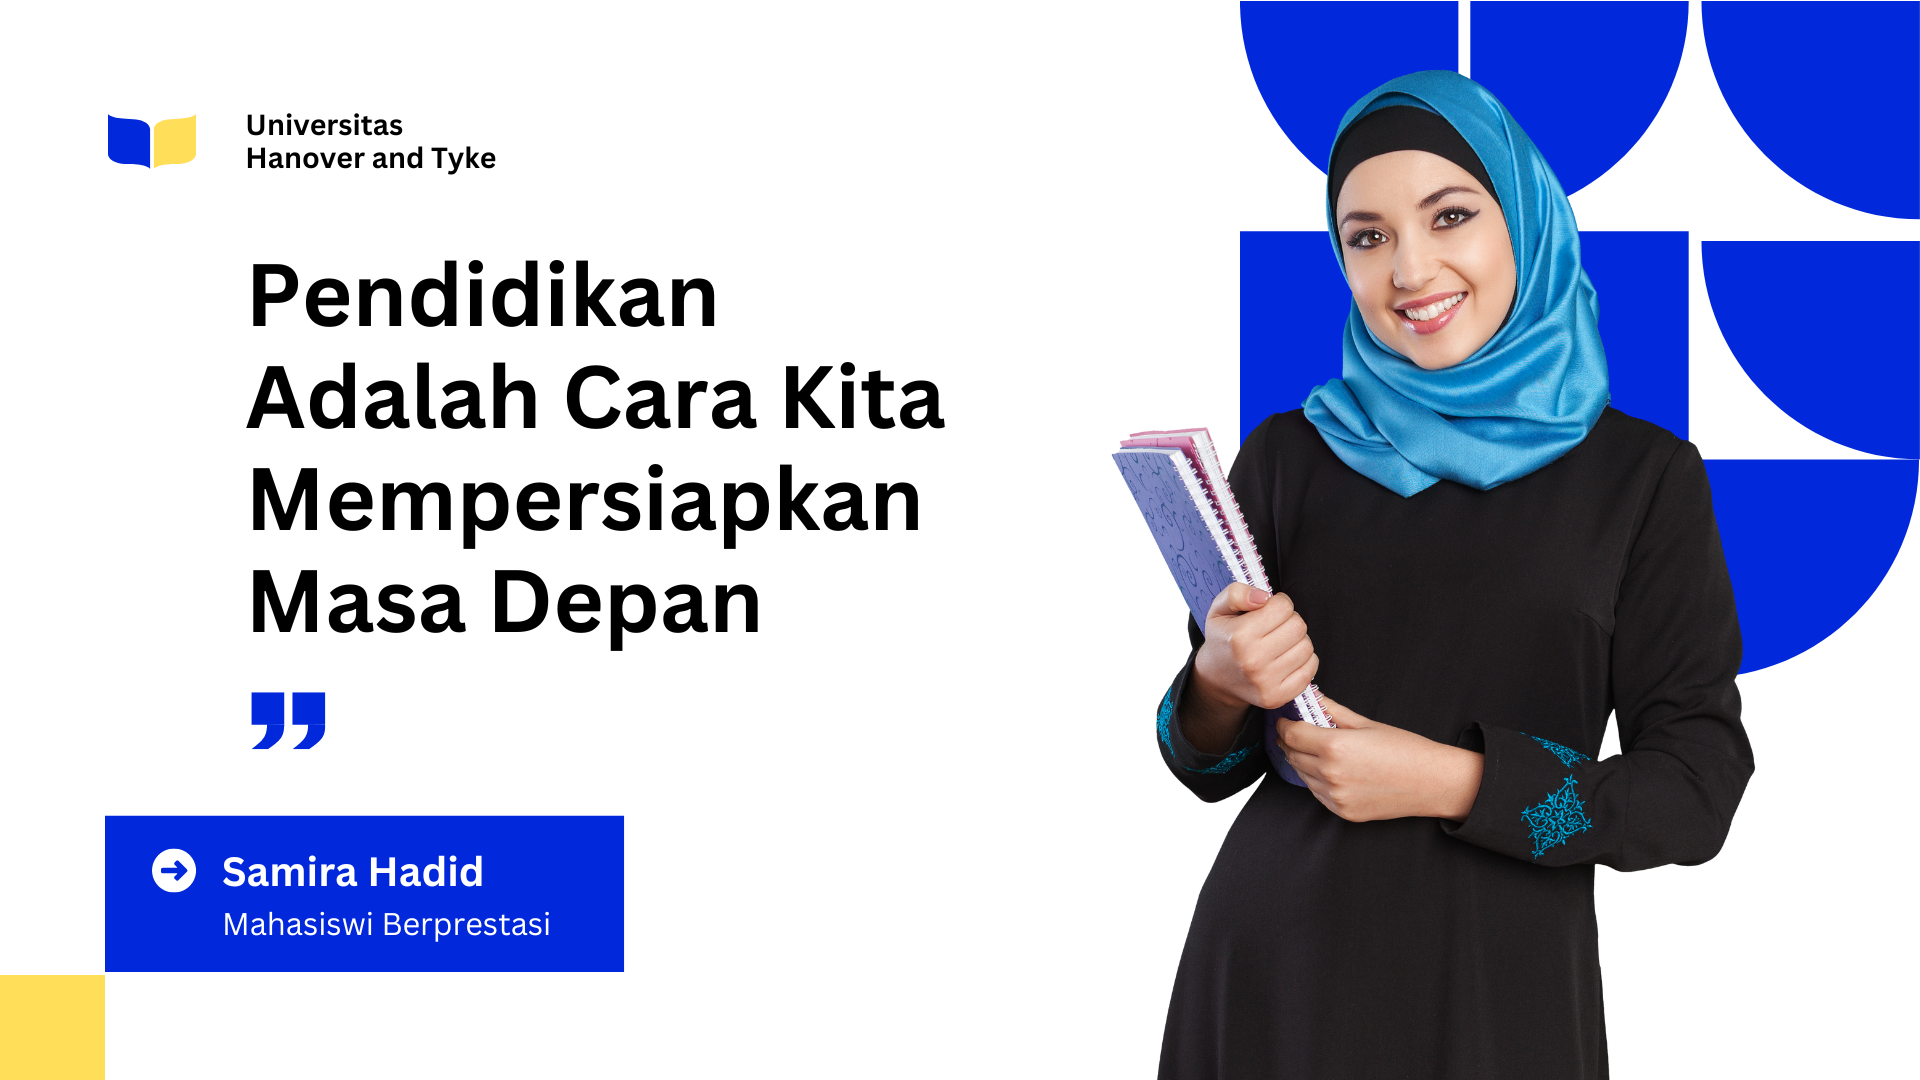 Universitas
Hanover and Tyke
Pendidikan
Adalah Cara Kita
Mempersiapkan
Masa Depan
”
Samira Hadid
Mahasiswi Berprestasi